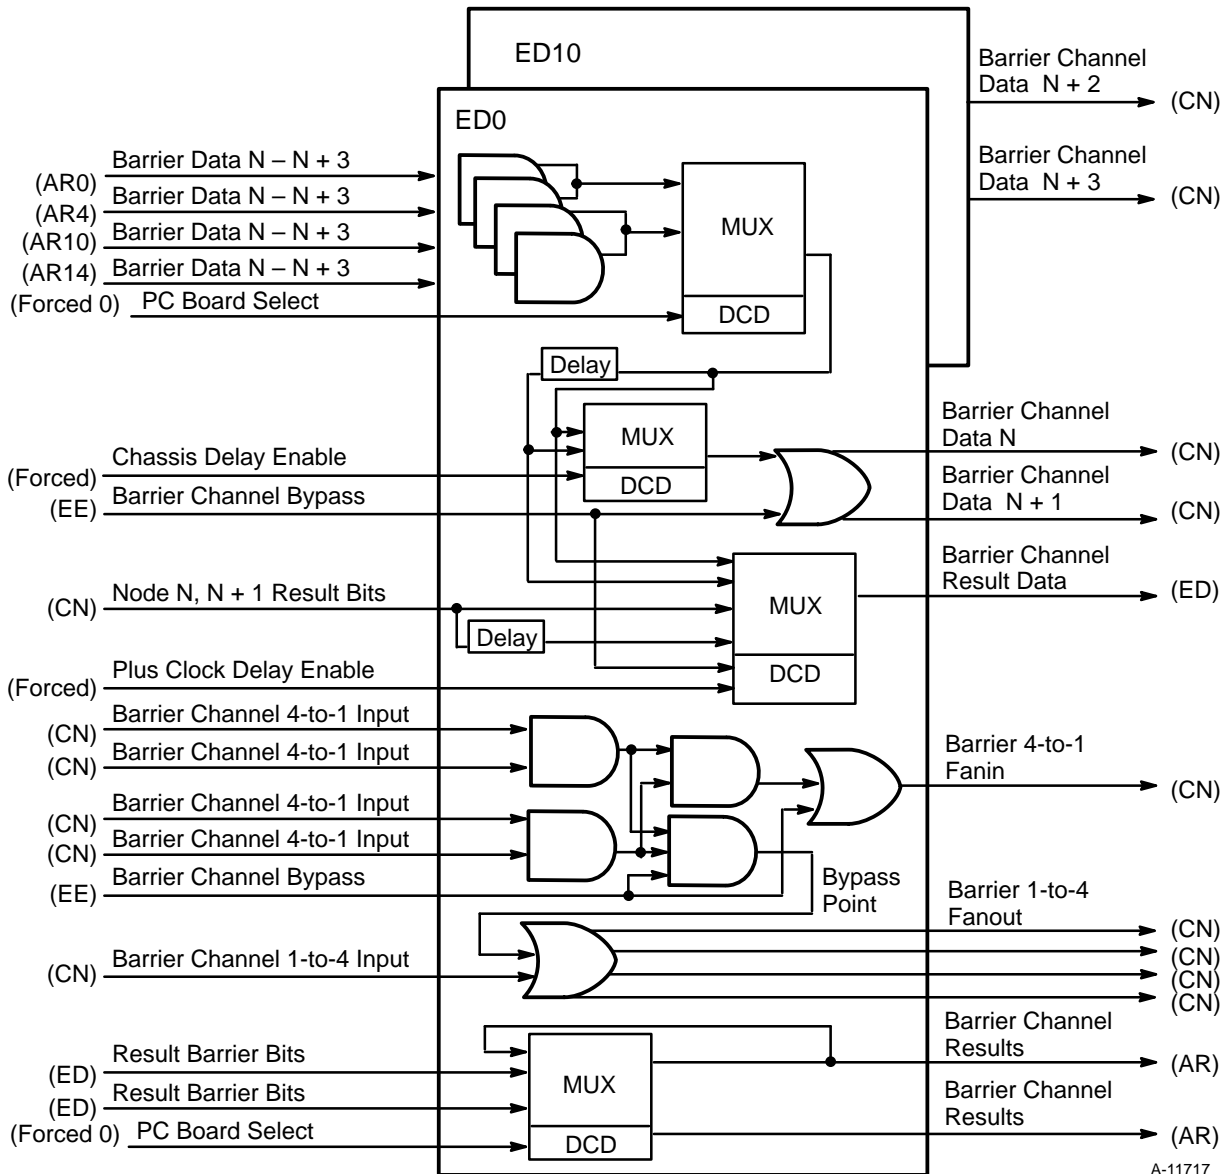 ED10
Barrier Channel
Data N + 2
(CN)
ED0
Barrier Data N – N + 3
(AR0)
Barrier Data N – N + 3
(AR4)
Barrier Data N – N + 3
(AR10)
Barrier Data N – N + 3
(AR14)
(Forced 0) PC Board Select
MUX
DCD
Barrier Channel
Data N + 3
(CN)
Delay
MUX
DCD
Chassis Delay Enable
(Forced)
Barrier Channel Bypass
(EE)
Barrier Channel
Data N
(CN)
Barrier Channel
Data N + 1
(CN)
Barrier Channel
Result Data
(ED)
(CN) Node N, N + 1 Result Bits
Delay
MUX
DCD
Plus Clock Delay Enable
(Forced)
Barrier Channel 4-to-1 Input
(CN)
Barrier Channel 4-to-1 Input
(CN)
Barrier Channel 4-to-1 Input
(CN)
Barrier Channel 4-to-1 Input
(CN)
Barrier Channel Bypass
(EE)
Barrier 4-to-1
Fanin
(CN)
Bypass
Point
Barrier 1-to-4
Fanout
(CN)
(CN)
(CN)
(CN)
(CN) Barrier Channel 1-to-4 Input
Result Barrier Bits
(ED)
Result Barrier Bits
(ED)
(Forced 0) PC Board Select
MUX
DCD
Barrier Channel
Results
(AR)
Barrier Channel
Results
(AR)
A-11717